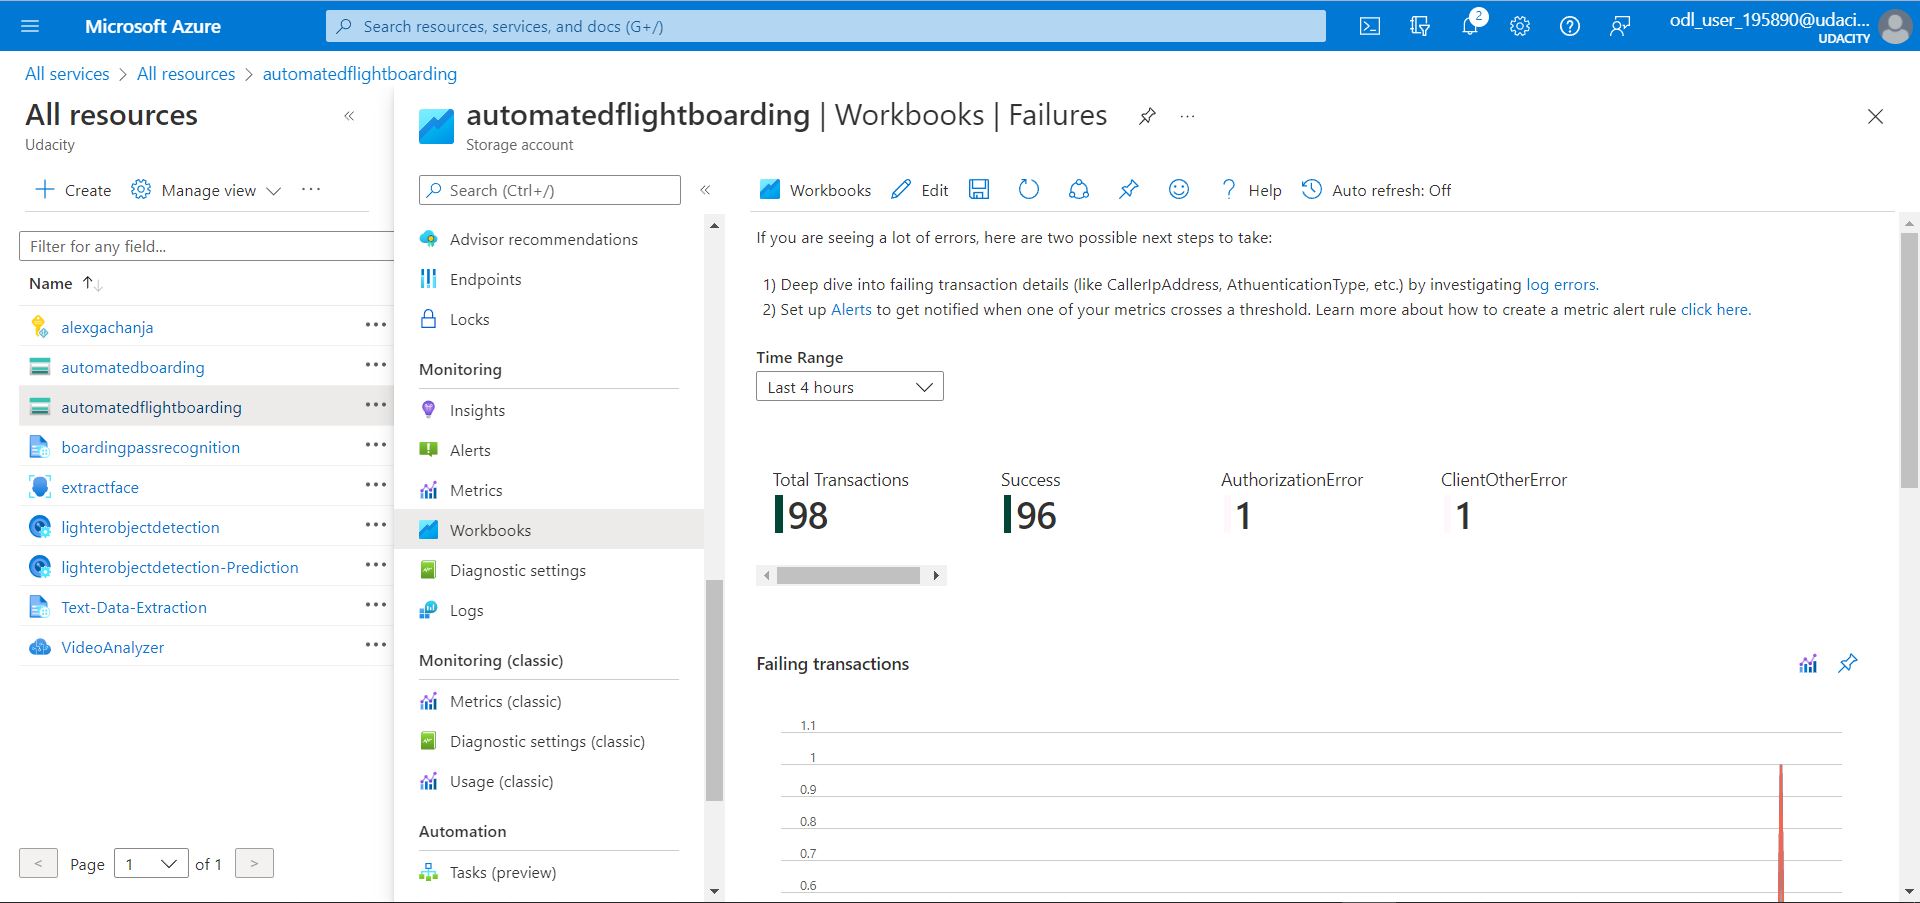 Microsoft Azure
Search resources, services, and docs (G+/)
2
odl_user_195890@udaci...
UDACITY
All services > All resources > automatedflightboarding
All resources
Udacity
Create
Manage view
Filter for any field...
Name
alexgachanja
automatedboarding
automatedflightboarding
boardingpassrecognition
extractface
lighterobjectdetection
lighterobjectdetection-Prediction
Text-Data-Extraction
VideoAnalyzer
< Page 1 of 1 >
automatedflightboarding | Workbooks | Failures
Storage account
Search (Ctrl+/)
Advisor recommendations
Endpoints
Locks
Monitoring
Insights
Alerts
Metrics
Workbooks
Diagnostic settings
Logs
Monitoring (classic)
Metrics (classic)
Diagnostic settings (classic)
Usage (classic)
Automation
Tasks (preview)
Workbooks
Edit
Help
Auto refresh: Off
If you are seeing a lot of errors, here are two possible next steps to take:
1) Deep dive into failing transaction details (like CallerIpAddress, AthuenticationType, etc.) by investigating log errors.
2) Set up Alerts to get notified when one of your metrics crosses a threshold. Learn more about how to create a metric alert rule click here.
Time Range
Last 4 hours
Total Transactions
98
Success
96
AuthorizationError
1
ClientOtherError
1
Failing transactions
1.1
1
0.9
0.8
0.7
0.6